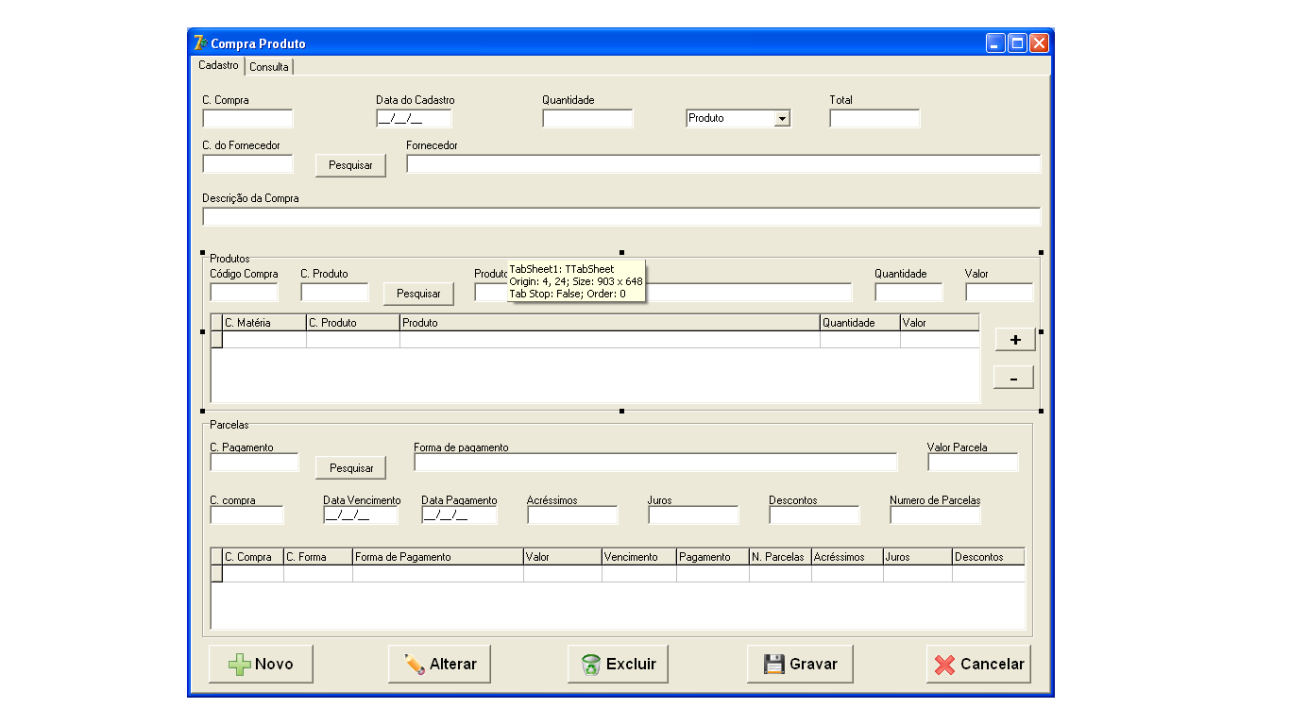 Compra Produto
Cadastro Consulta
C. Compra Data do Cadastro Quantidade Total
__/__/__ Produto
C. do Fornecedor Fornecedor
Pesquisar
Descrição da Compra
Produtos
Código Compra C. Produto Produto Quantidade Valor
Pesquisar
TabSheet1: TTabSheet
Origin: 4, 24; Size: 903 x 648
Tab Stop: False; Order: 0
C. Matéria C. Produto Produto Quantidade Valor
+
-
Parcelas
C. Pagamento Forma de pagamento Valor Parcela
Pesquisar
C. compra Data Vencimento Data Pagamento Acréssimos Juros Descontos Numero de Parcelas
__/__/__ __/__/__
C. Compra C. Forma Forma de Pagamento Valor Vencimento Pagamento N. Parcelas Acréssimos Juros Descontos
Novo Alterar Excluir Gravar Cancelar